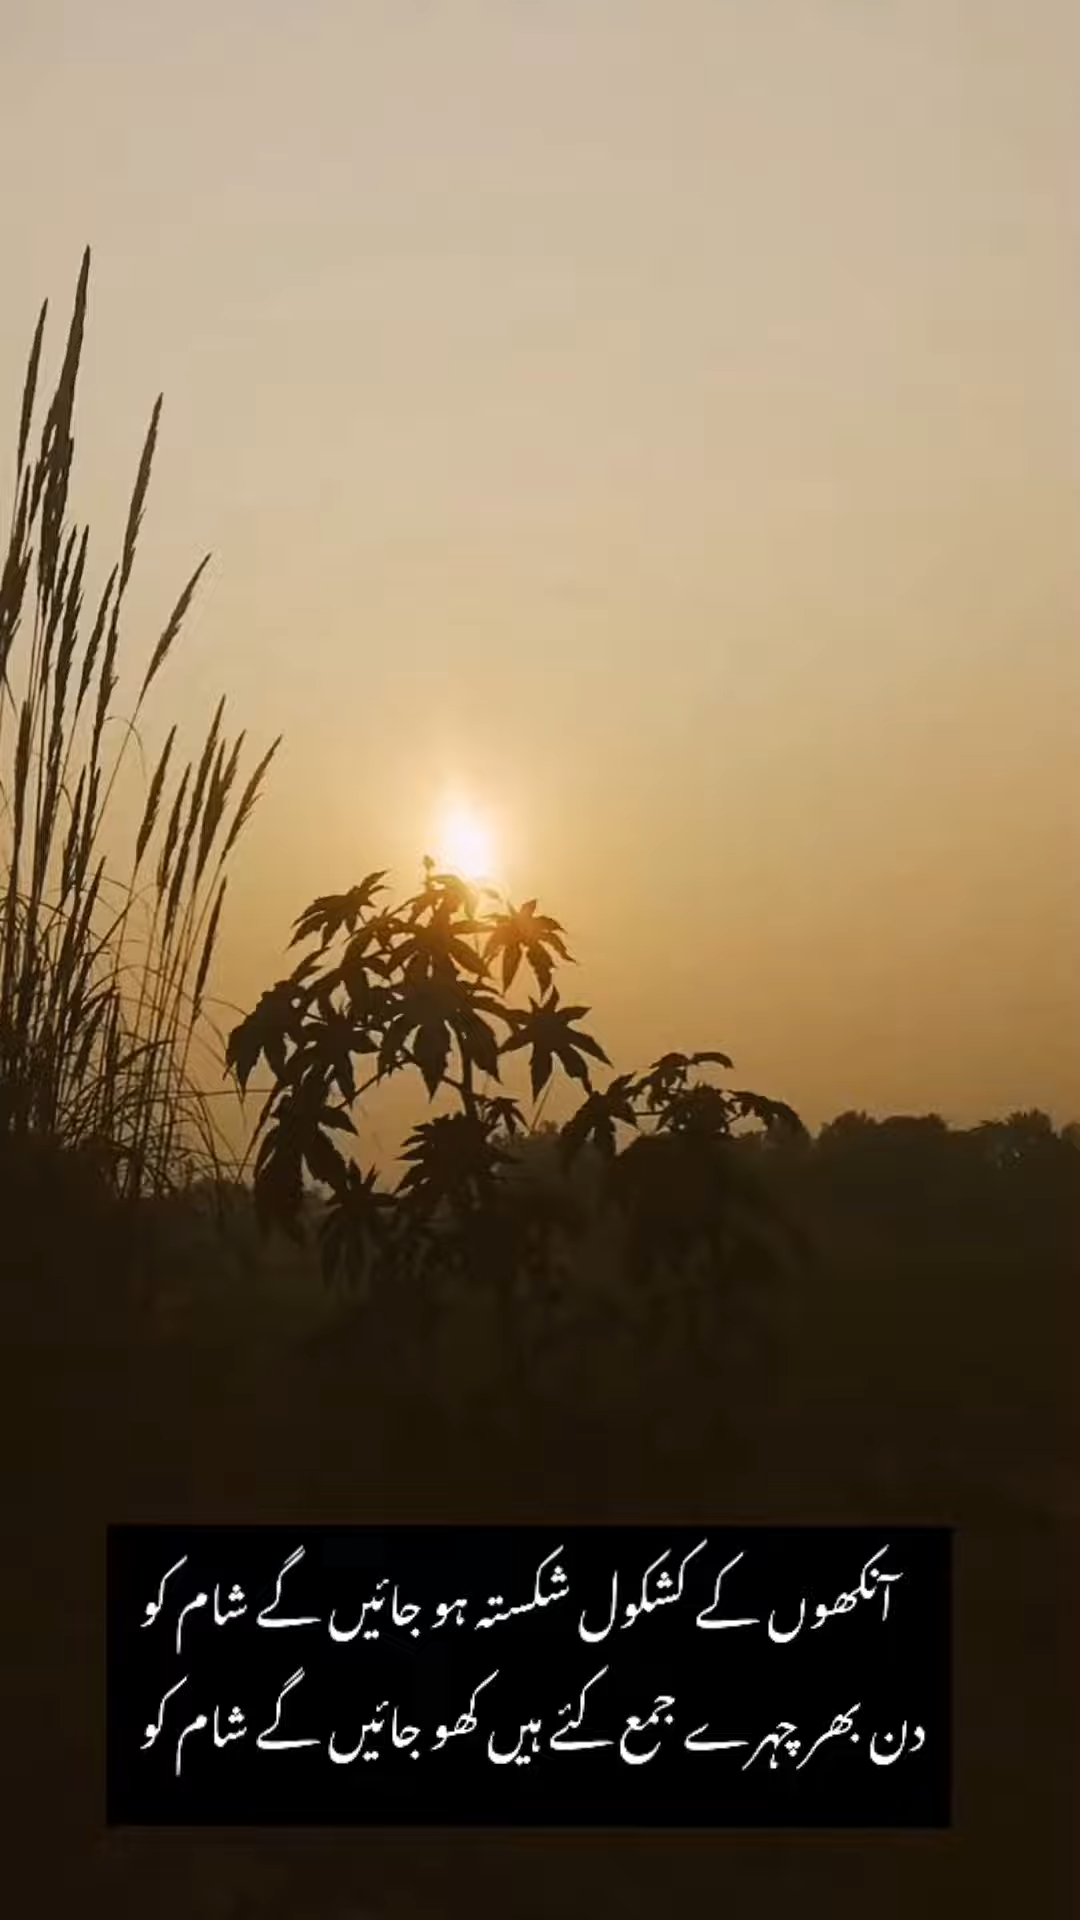 آنکھوں کے کشکول شکستہ ہو جائیں گے شام کو
دن بھر چہرے جمع کئے ہیں کھو جائیں گے شام کو